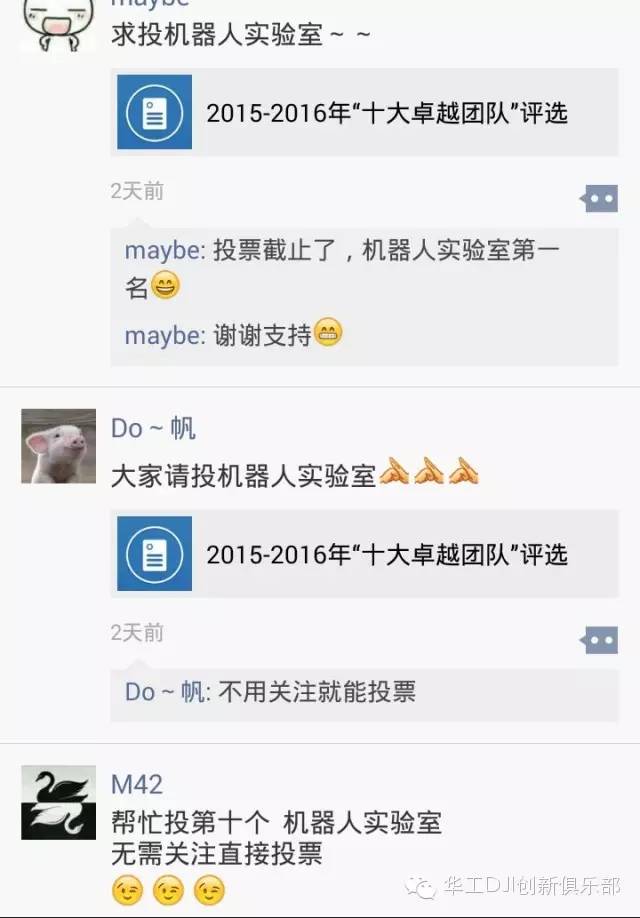 maybe
求投机器人实验室~ ~
2015-2016年“十大卓越团队”评选
2天前
maybe: 投票截止了，机器人实验室第一
名
maybe: 谢谢支持
Do ~ 帆
大家请投机器人实验室
2015-2016年“十大卓越团队”评选
2天前
Do ~ 帆: 不用关注就能投票
M42
帮忙投第十个 机器人实验室
无需关注直接投票
华工DJI创新俱乐部